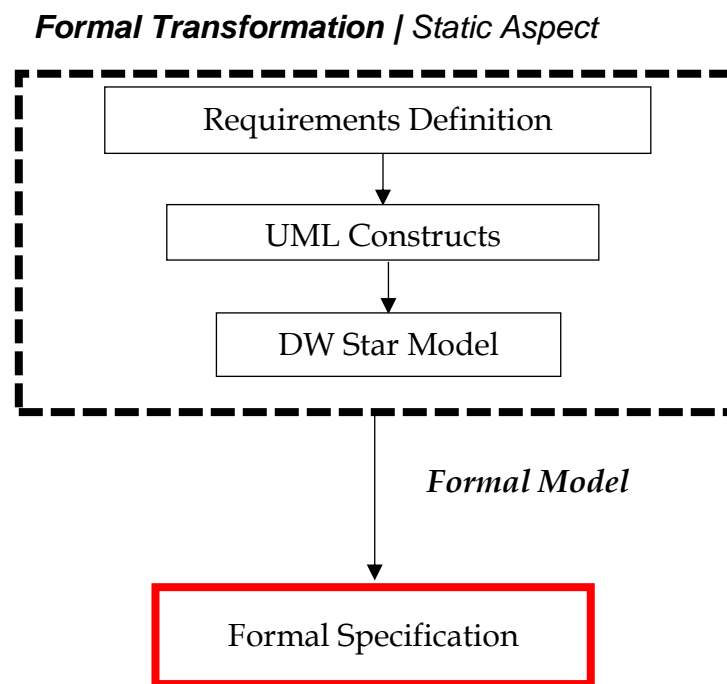 Formal Transformation | Static Aspect
Requirements Definition
UML Constructs
DW Star Model
Formal Model
Formal Specification